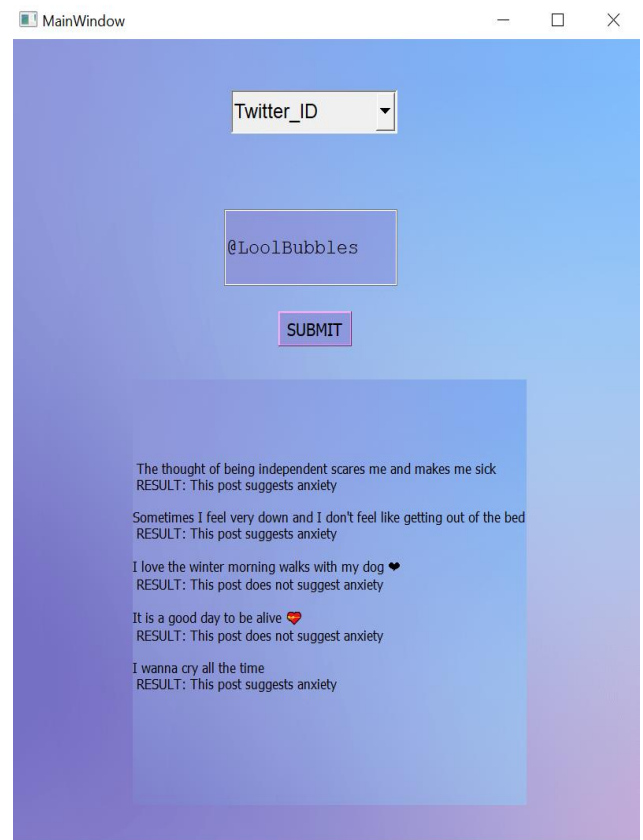 MainWindow
Twitter_ID
@LoolBubbles
SUBMIT
The thought of being independent scares me and makes me sick
RESULT: This post suggests anxiety
Sometimes I feel very down and I don't feel like getting out of the bed
RESULT: This post suggests anxiety
I love the winter morning walks with my dog ❤
RESULT: This post does not suggest anxiety
It is a good day to be alive 💝
RESULT: This post does not suggest anxiety
I wanna cry all the time
RESULT: This post suggests anxiety